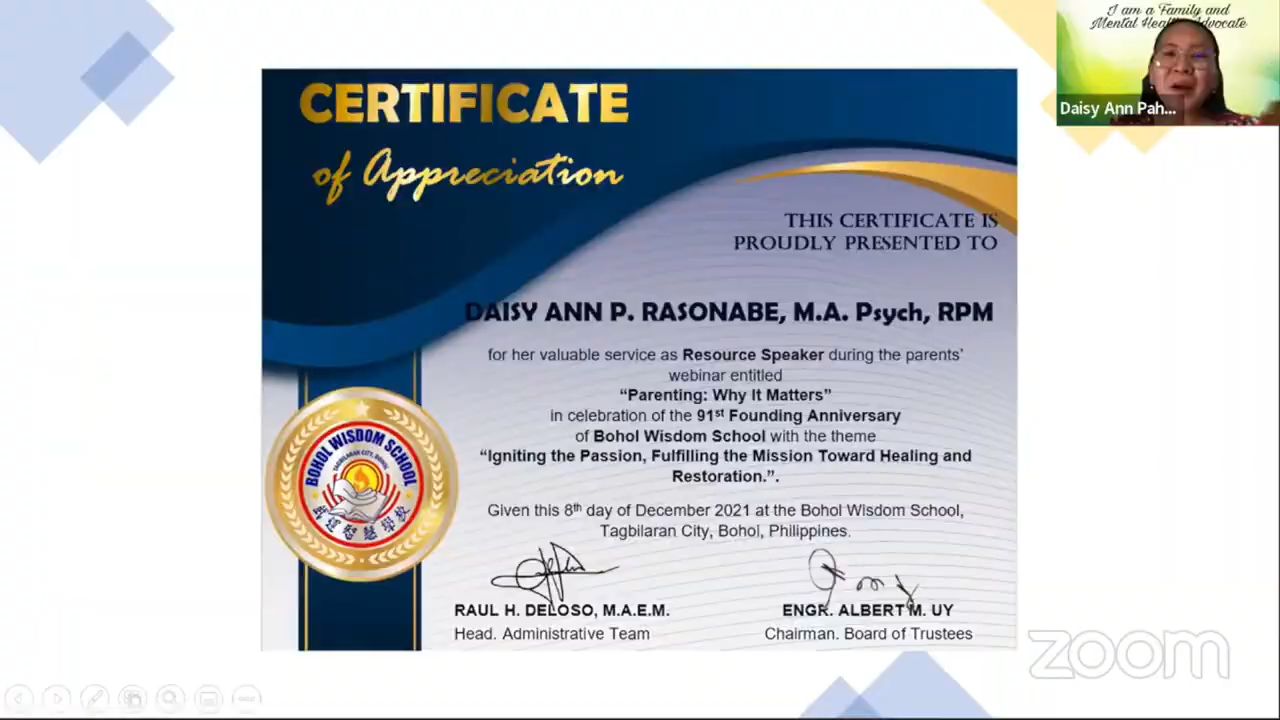 I am a Family and
Mental Health Advocate
Daisy Ann Pah...
CERTIFICATE
of Appreciation
THIS CERTIFICATE IS
PROUDLY PRESENTED TO
DAISY ANN P. RASONABE, M.A. Psych, RPM
for her valuable service as Resource Speaker during the parents'
webinar entitled
“Parenting: Why It Matters”
in celebration of the 91st Founding Anniversary
of Bohol Wisdom School with the theme
“Igniting the Passion, Fulfilling the Mission Toward Healing and
Restoration.”.
Given this 8th day of December 2021 at the Bohol Wisdom School,
Tagbilaran City, Bohol, Philippines.
BOHOL WISDOM SCHOOL
TAGBILARAN CITY, BOHOL
RAUL H. DELOSO, M.A.E.M.
Head. Administrative Team
ENGR. ALBERT M. UY
Chairman. Board of Trustees
zoom